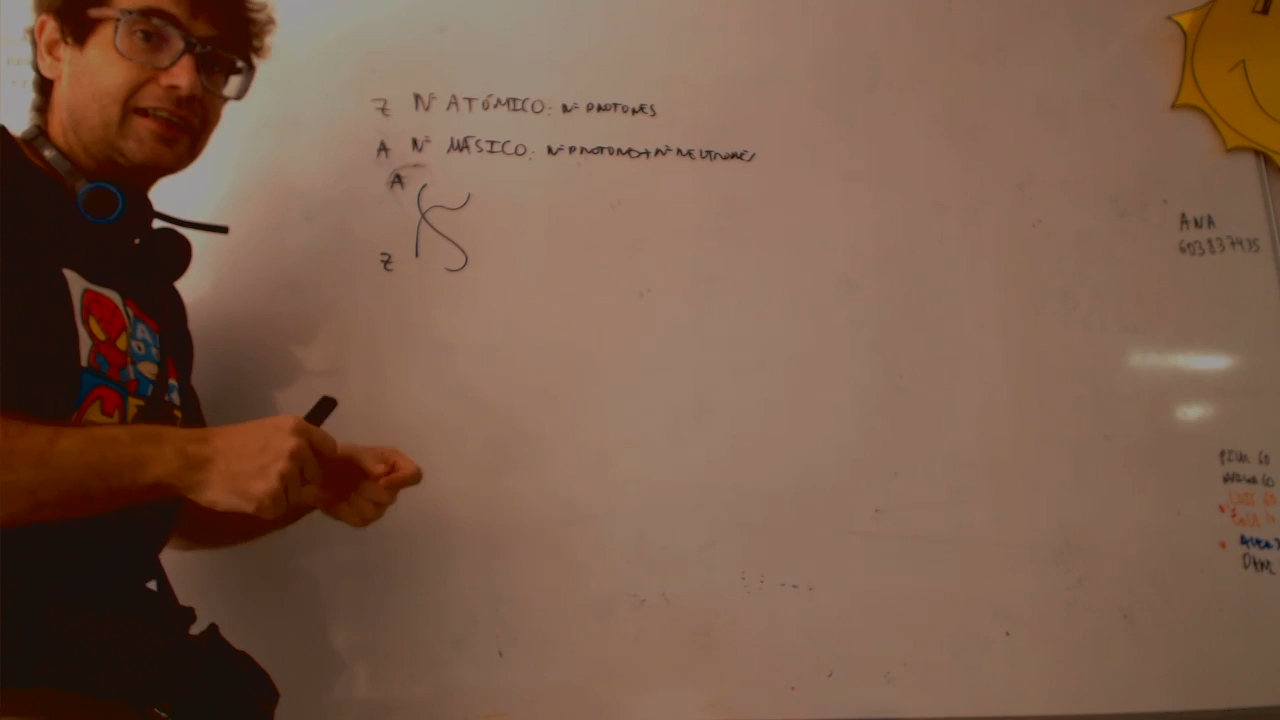 Z Nº ATÓMICO: Nº PROTONES
A Nº MÁSICO: Nº PROTONES+Nº NEUTRONES
A
X
Z
ANA
603837435
A